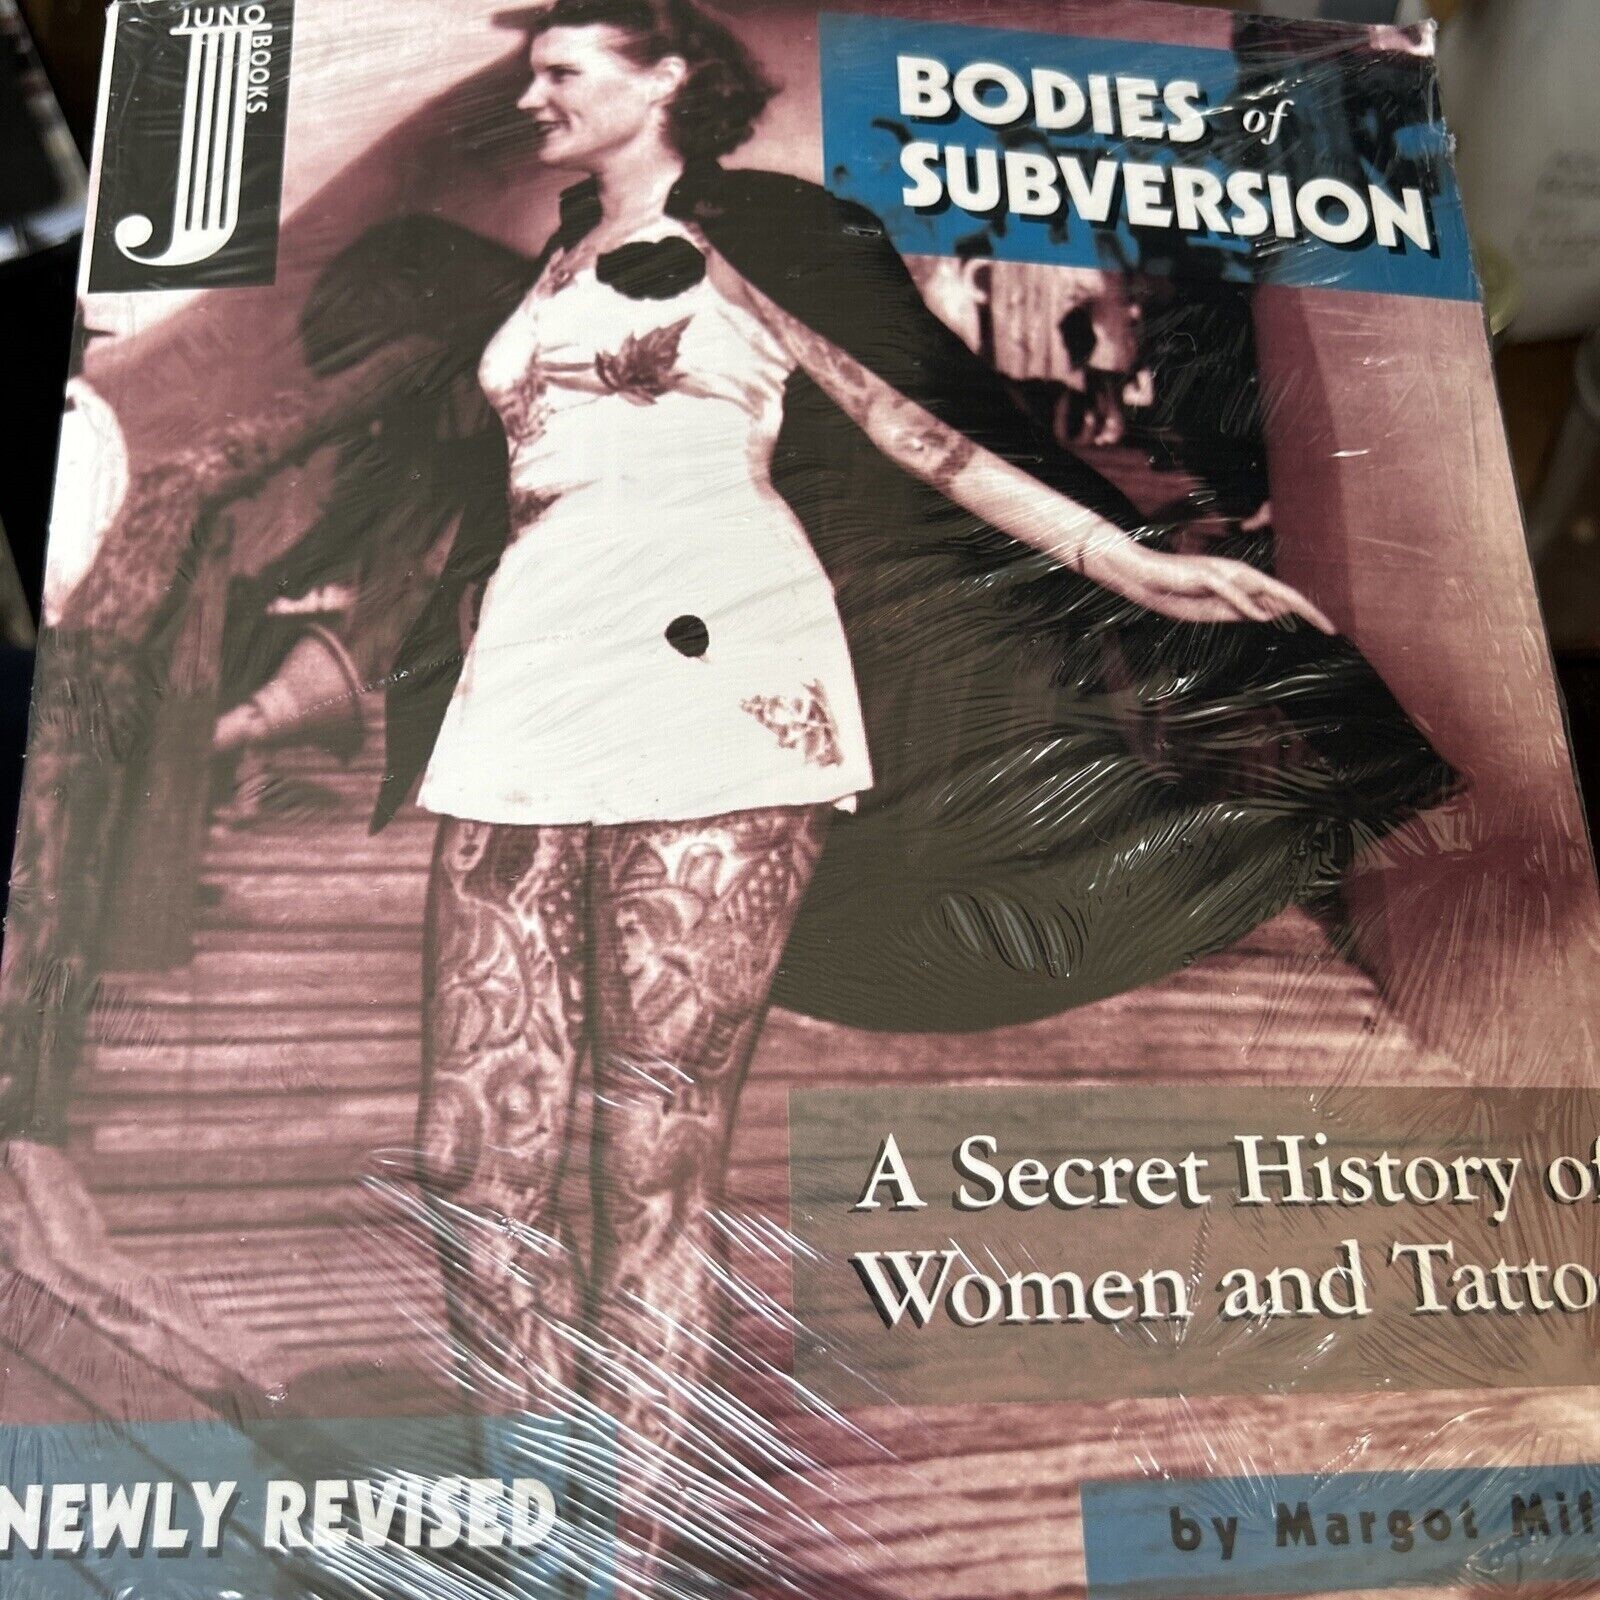 JUNO
BOOKS
J
BODIES of
SUBVERSION
A Secret History of
Women and Tatto
NEWLY REVISED
by Margot Mif